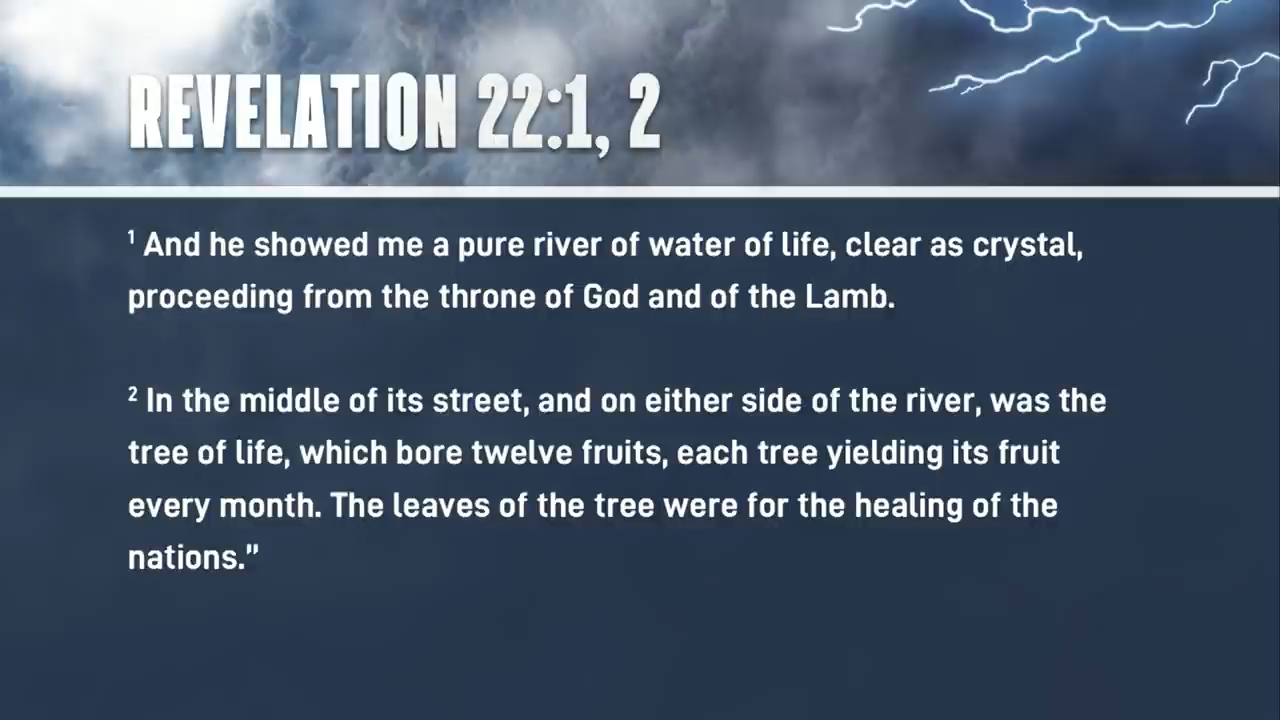 REVELATION 22:1, 2
¹ And he showed me a pure river of water of life, clear as crystal,
proceeding from the throne of God and of the Lamb.
² In the middle of its street, and on either side of the river, was the
tree of life, which bore twelve fruits, each tree yielding its fruit
every month. The leaves of the tree were for the healing of the
nations.”